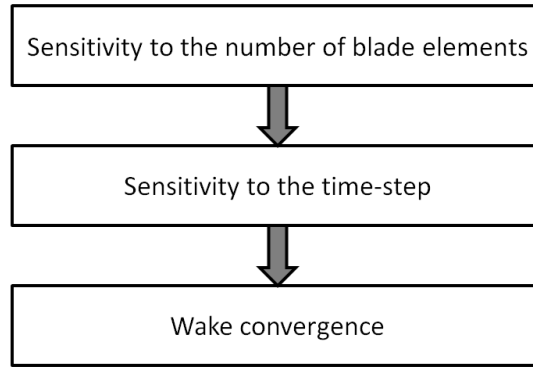 Sensitivity to the number of blade elements
Sensitivity to the time-step
Wake convergence